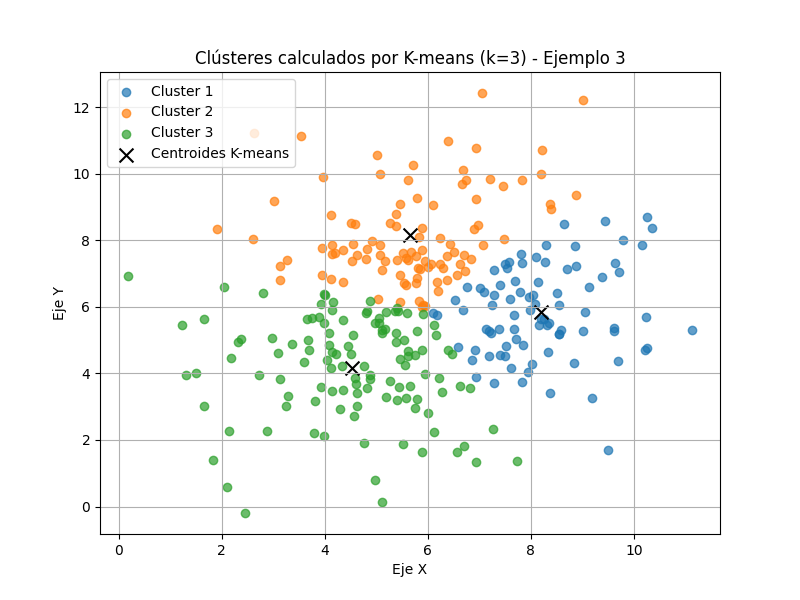 Clústeres calculados por K-means (k=3) - Ejemplo 3
Cluster 1
Cluster 2
Cluster 3
Centroides K-means
12
10
8
6
4
2
0
Eje Y
0 2 4 6 8 10
Eje X